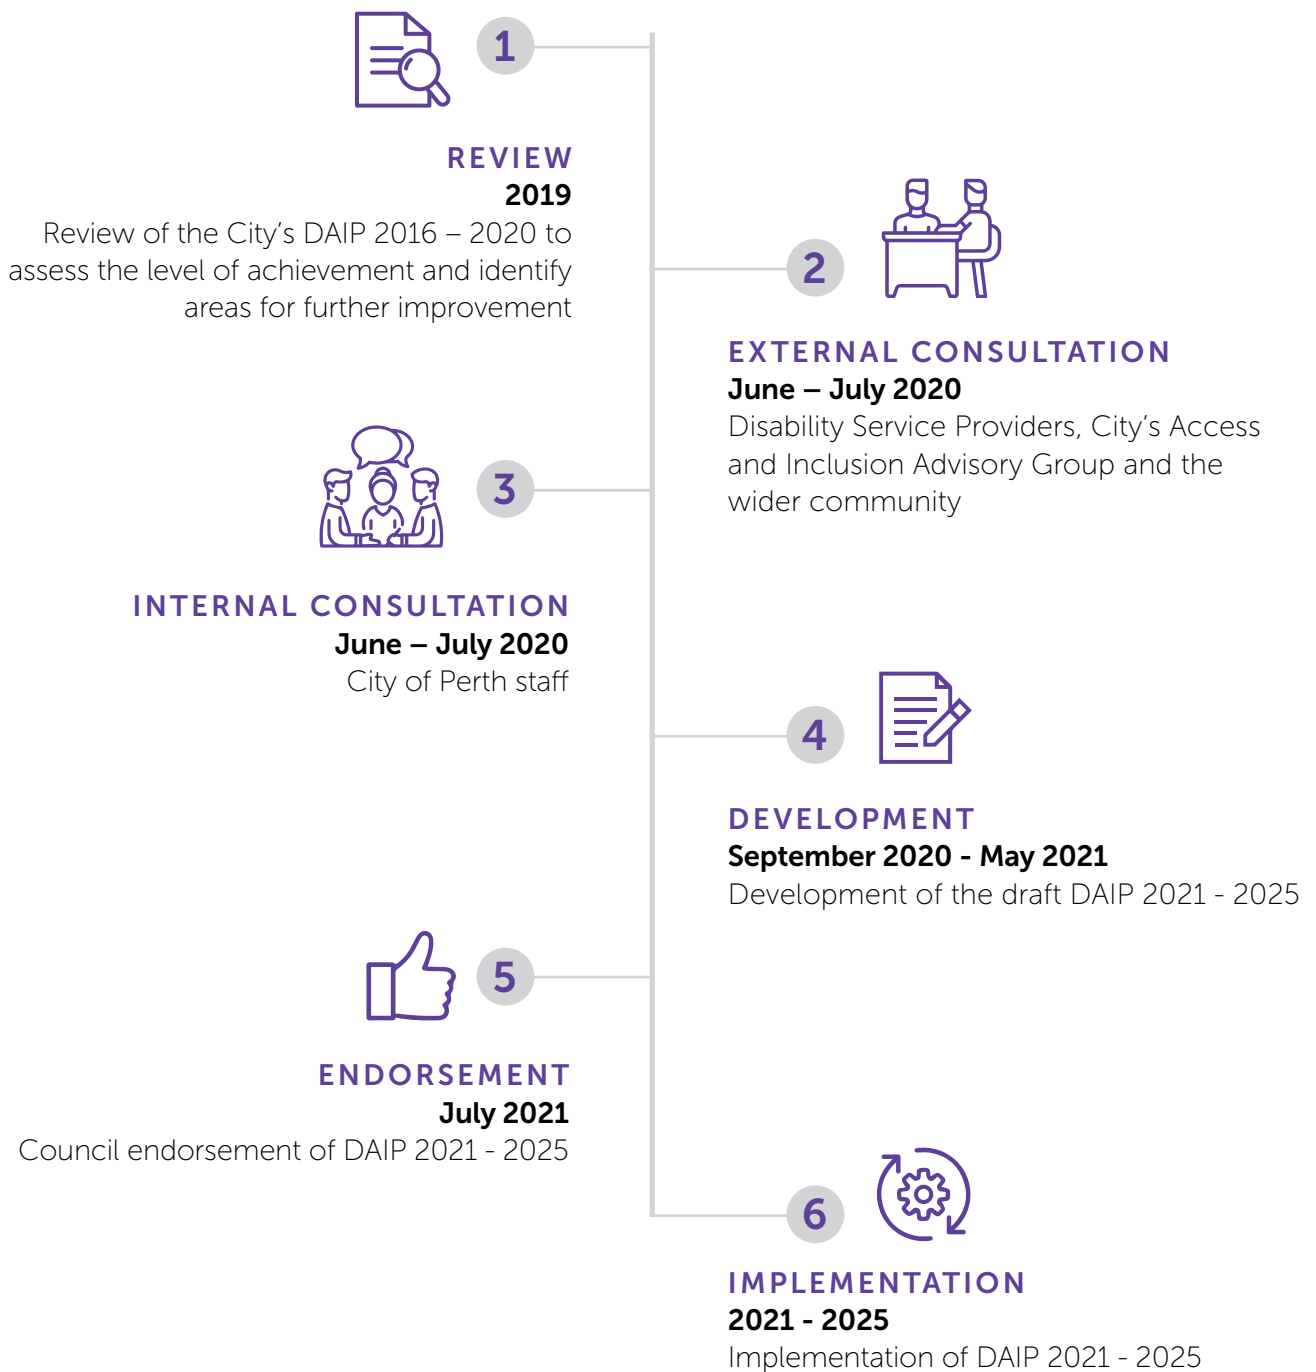 1
REVIEW
2019
Review of the City's DAIP 2016 – 2020 to
assess the level of achievement and identify
areas for further improvement
2
EXTERNAL CONSULTATION
June – July 2020
Disability Service Providers, City's Access
and Inclusion Advisory Group and the
wider community
3
INTERNAL CONSULTATION
June – July 2020
City of Perth staff
4
DEVELOPMENT
September 2020 - May 2021
Development of the draft DAIP 2021 - 2025
5
ENDORSEMENT
July 2021
Council endorsement of DAIP 2021 - 2025
6
IMPLEMENTATION
2021 - 2025
Implementation of DAIP 2021 - 2025